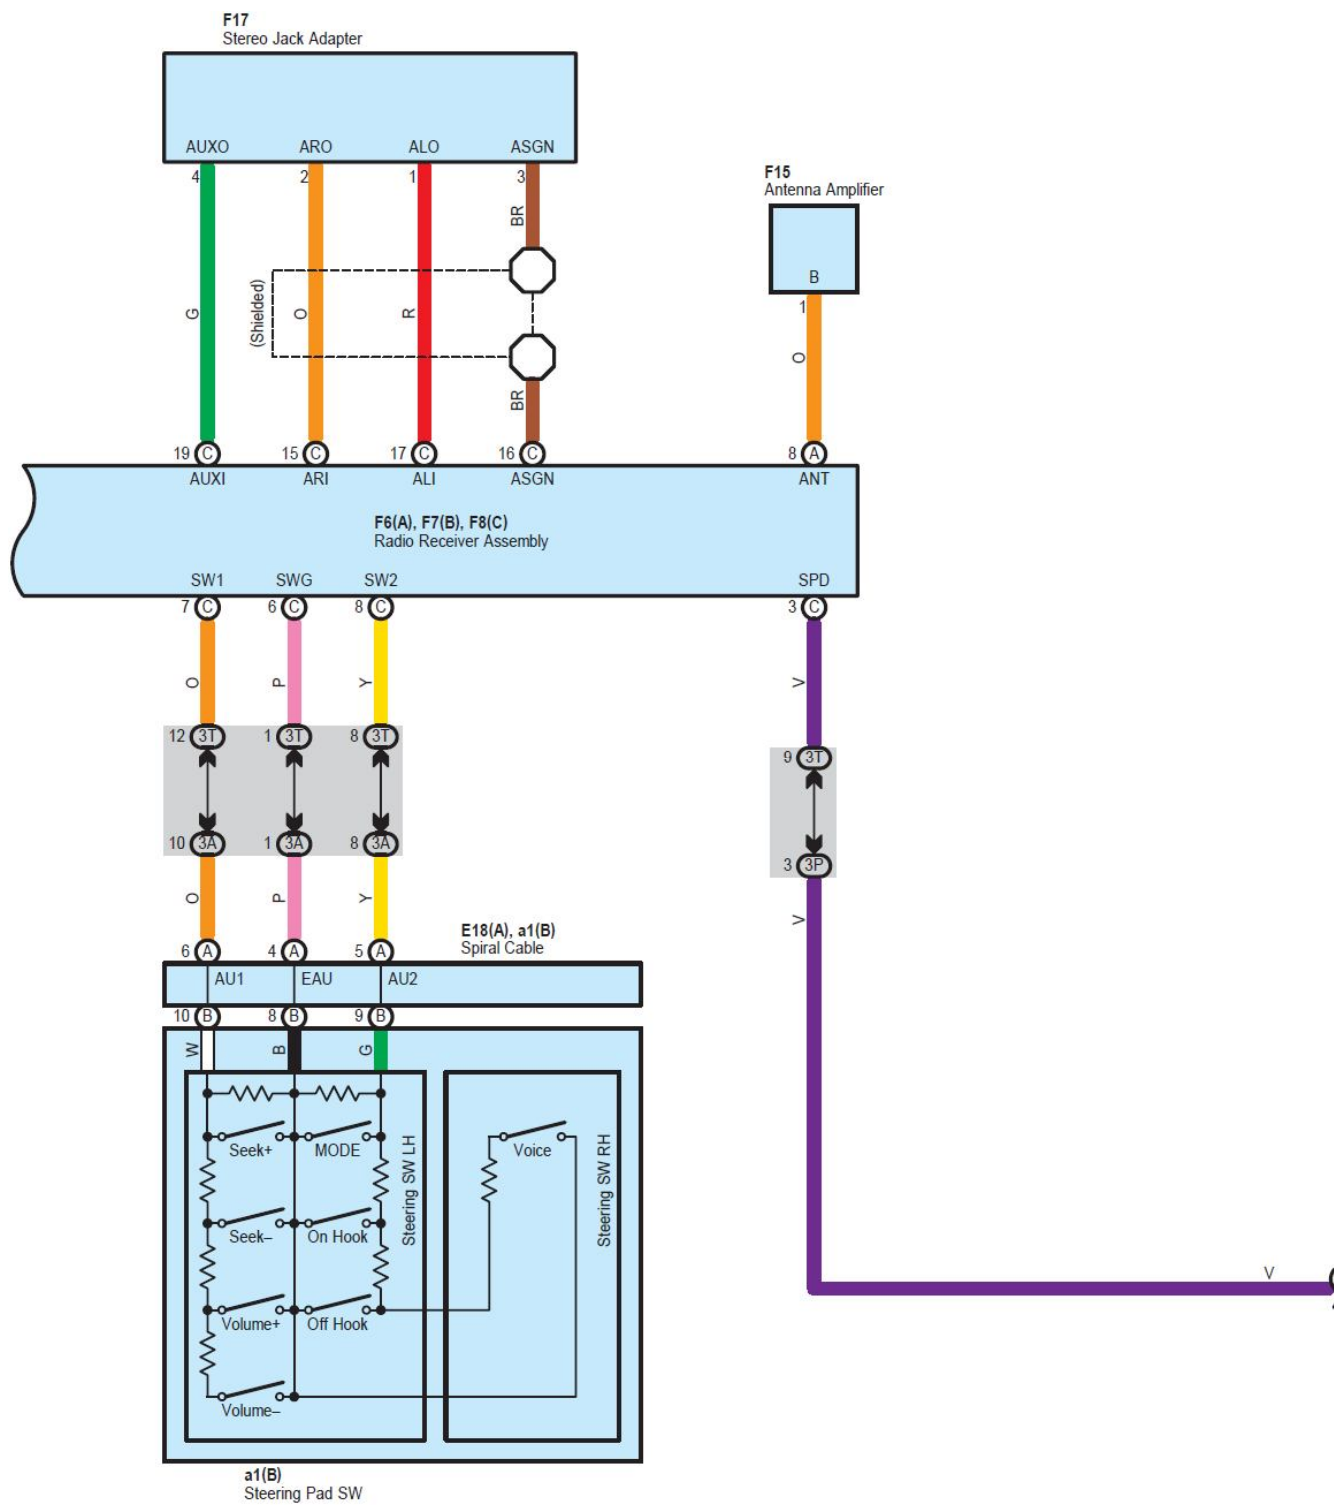 F17
Stereo Jack Adapter
AUXO ARO ALO ASGN
4 2 1 3
F15
Antenna Amplifier
B
1
BR
G (Shielded) O R
O
BR
19 C 15 C 17 C 16 C 8 A
AUXI ARI ALI ASGN ANT
F6(A), F7(B), F8(C)
Radio Receiver Assembly
SW1 SWG SW2 SPD
7 C 6 C 8 C 3 C
O P Y V
12 3T 1 3T 8 3T
9 3T
10 3A 1 3A 8 3A
3 3P
O P Y
V
E18(A), a1(B)
Spiral Cable
6 A 4 A 5 A
AU1 EAU AU2
10 B 8 B 9 B
W B G
Seek+ MODE Voice
Steering SW LH
Steering SW RH
Seek– On Hook
V
Volume+ Off Hook
Volume–
a1(B)
Steering Pad SW